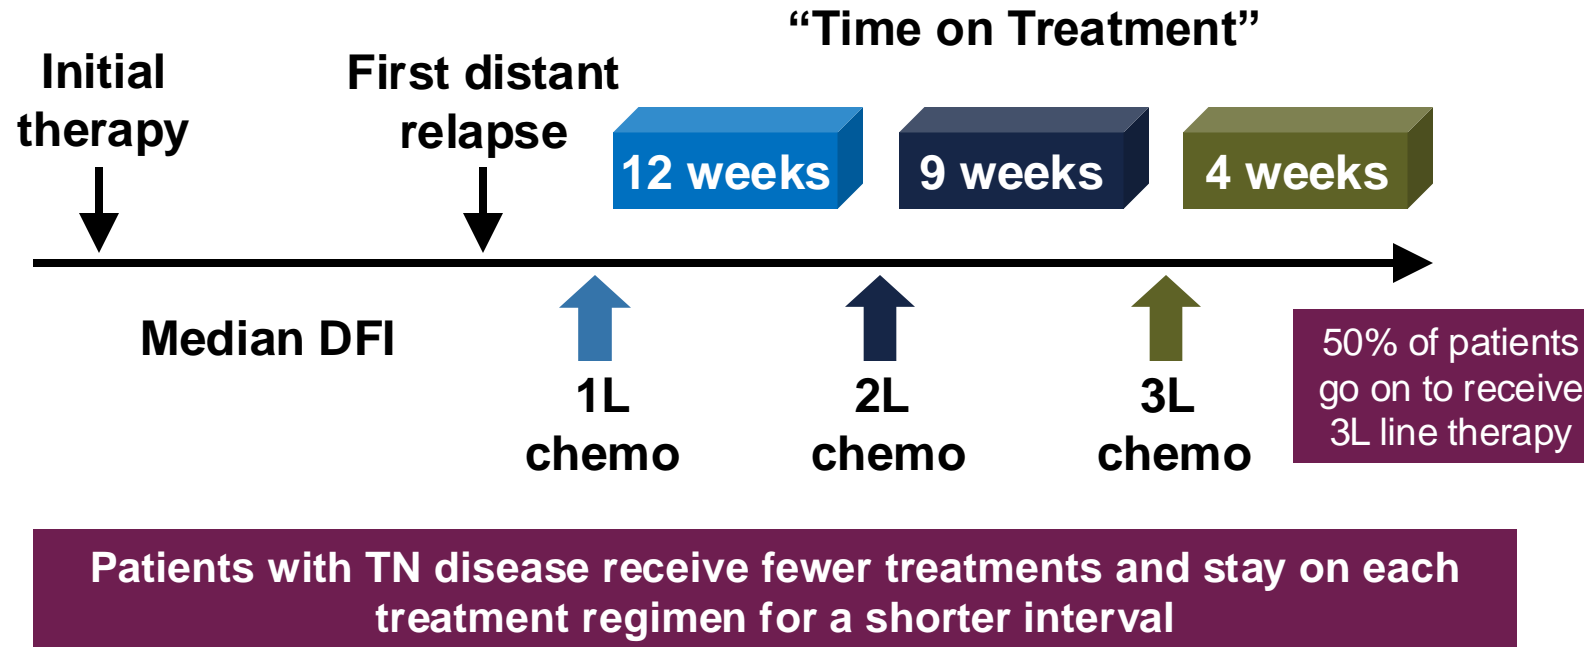 “Time on Treatment”
Initial
therapy
First distant
relapse
12 weeks
9 weeks
4 weeks
Median DFI
1L
chemo
2L
chemo
3L
chemo
50% of patients
go on to receive
3L line therapy
Patients with TN disease receive fewer treatments and stay on each
treatment regimen for a shorter interval